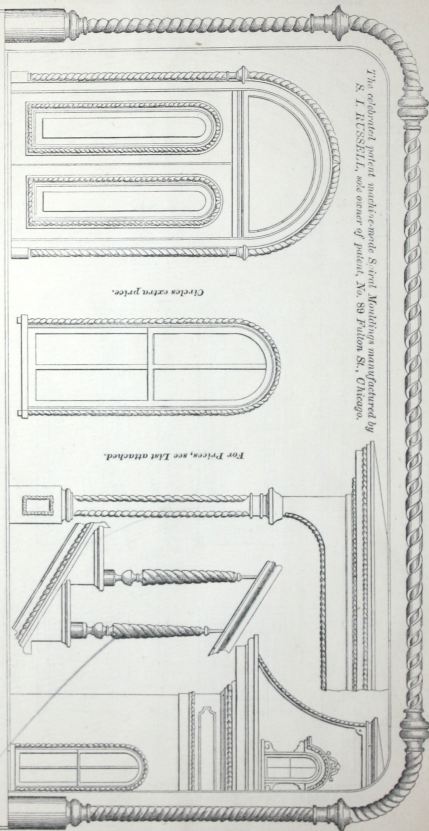 The celebrated patent machine-made Spiral Mouldings manufactured by
S. I. RUSSELL, sole owner of patent, No. 89 Fulton St., Chicago.
Circles extra price.
For Prices, see List attached.